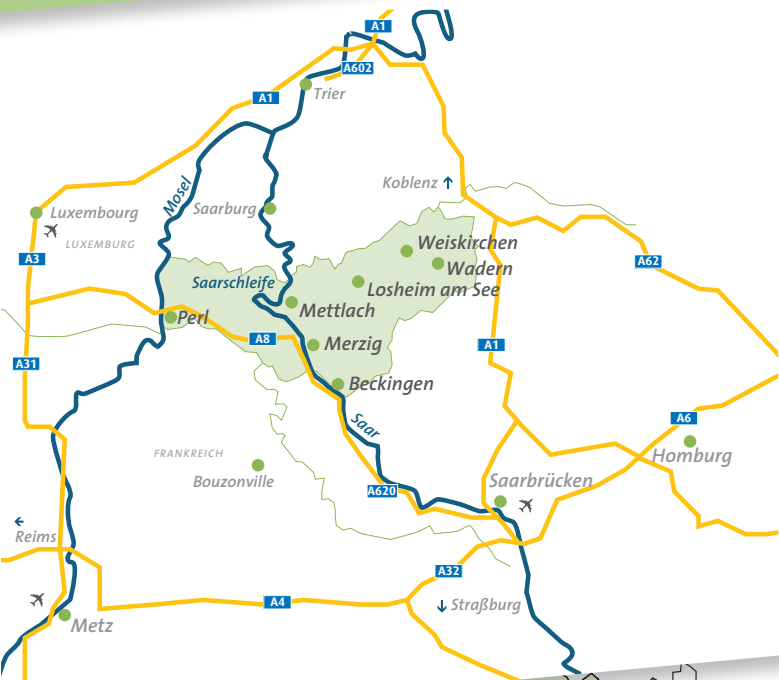 A1
A602
A1
Trier
Koblenz ↑
Mosel
Saarburg
Luxembourg
LUXEMBURG
A3
Weiskirchen
Wadern
A62
Saarschleife
Losheim am See
Mettlach
Perl
A8
Merzig
A1
A31
Beckingen
Saar
A6
FRANKREICH
Homburg
Bouzonville
A620
Saarbrücken
← Reims
A32
A4
↓ Straßburg
Metz